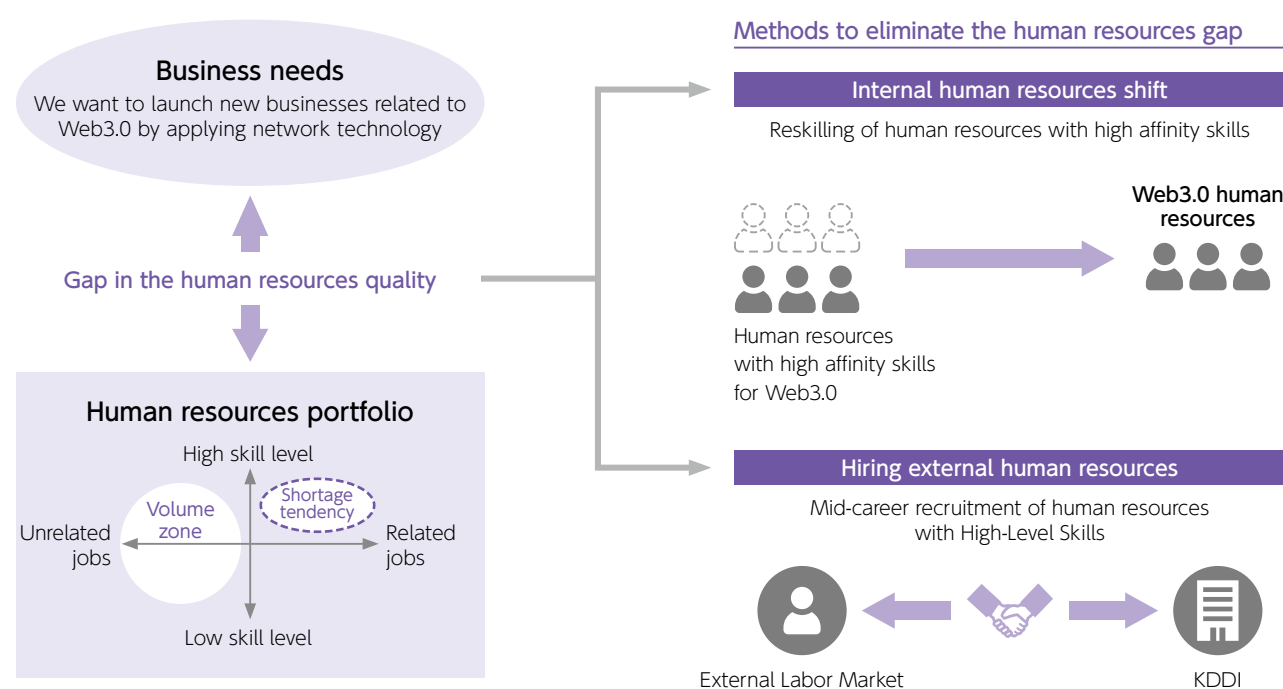 Business needs
We want to launch new businesses related to
Web3.0 by applying network technology
Gap in the human resources quality
Human resources portfolio
High skill level
Volume
zone
Shortage
tendency
Unrelated
jobs
Related
jobs
Low skill level
Methods to eliminate the human resources gap
Internal human resources shift
Reskilling of human resources with high affinity skills
Web3.0 human
resources
Human resources
with high affinity skills
for Web3.0
Hiring external human resources
Mid-career recruitment of human resources
with High-Level Skills
External Labor Market
KDDI